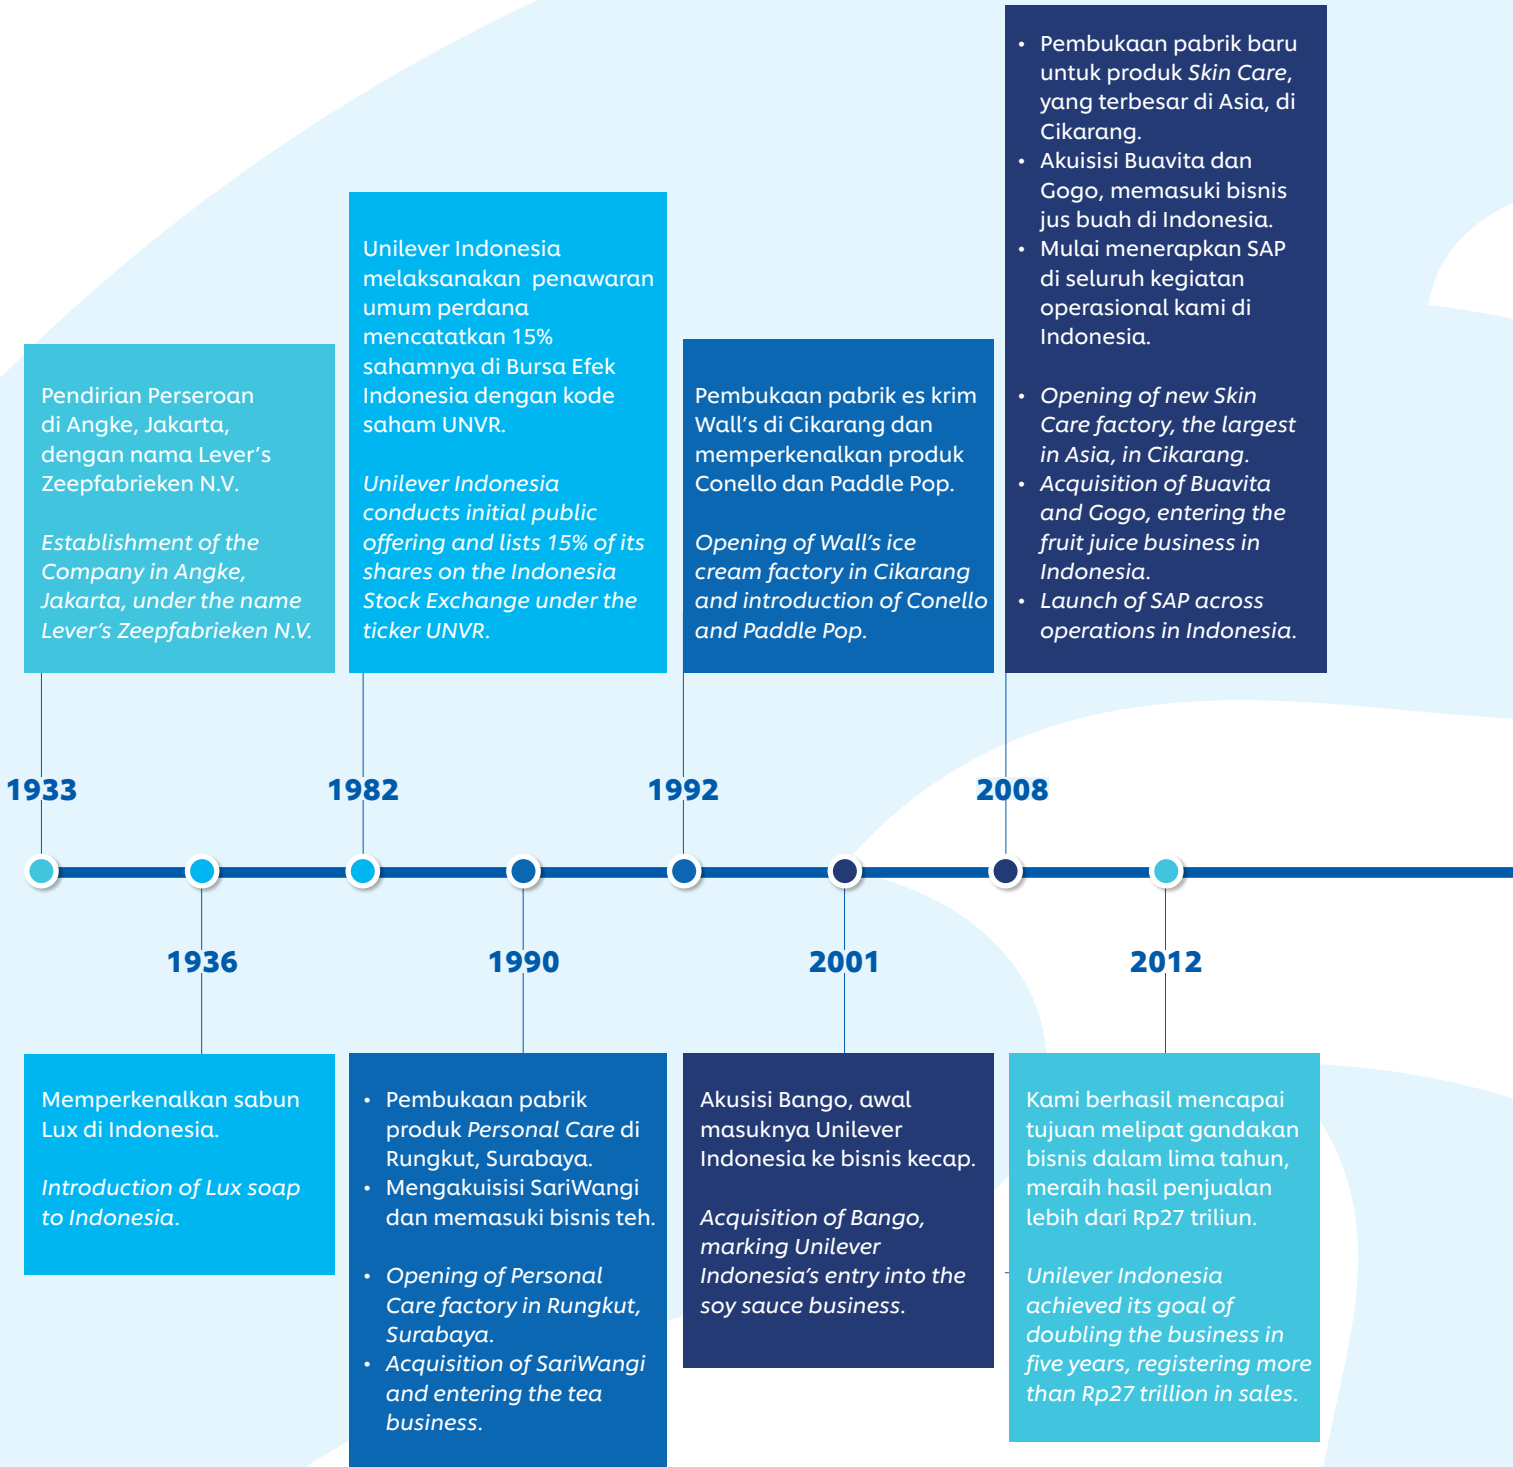 Pendirian Perseroan
di Angke, Jakarta,
dengan nama Lever's
Zeepfabrieken N.V.
Establishment of the
Company in Angke,
Jakarta, under the name
Lever's Zeepfabrieken N.V.
1933
Memperkenalkan sabun
Lux di Indonesia.
Introduction of Lux soap
to Indonesia.
1936
Unilever Indonesia
melaksanakan penawaran
umum perdana
mencatatkan 15%
sahamnya di Bursa Efek
Indonesia dengan kode
saham UNVR.
Unilever Indonesia
conducts initial public
offering and lists 15% of its
shares on the Indonesia
Stock Exchange under the
ticker UNVR.
1982
1990
• Pembukaan pabrik
produk Personal Care di
Rungkut, Surabaya.
• Mengakuisisi SariWangi
dan memasuki bisnis teh.
• Opening of Personal
Care factory in Rungkut,
Surabaya.
• Acquisition of SariWangi
and entering the tea
business.
Pembukaan pabrik es krim
Wall's di Cikarang dan
memperkenalkan produk
Conello dan Paddle Pop.
Opening of Wall's ice
cream factory in Cikarang
and introduction of Conello
and Paddle Pop.
1992
2001
Akusisi Bango, awal
masuknya Unilever
Indonesia ke bisnis kecap.
Acquisition of Bango,
marking Unilever
Indonesia's entry into the
soy sauce business.
• Pembukaan pabrik baru
untuk produk Skin Care,
yang terbesar di Asia, di
Cikarang.
• Akuisisi Buavita dan
Gogo, memasuki bisnis
jus buah di Indonesia.
• Mulai menerapkan SAP
di seluruh kegiatan
operasional kami di
Indonesia.
• Opening of new Skin
Care factory, the largest
in Asia, in Cikarang.
• Acquisition of Buavita
and Gogo, entering the
fruit juice business in
Indonesia.
• Launch of SAP across
operations in Indonesia.
2008
2012
Kami berhasil mencapai
tujuan melipat gandakan
bisnis dalam lima tahun,
meraih hasil penjualan
lebih dari Rp27 triliun.
Unilever Indonesia
achieved its goal of
doubling the business in
five years, registering more
than Rp27 trillion in sales.